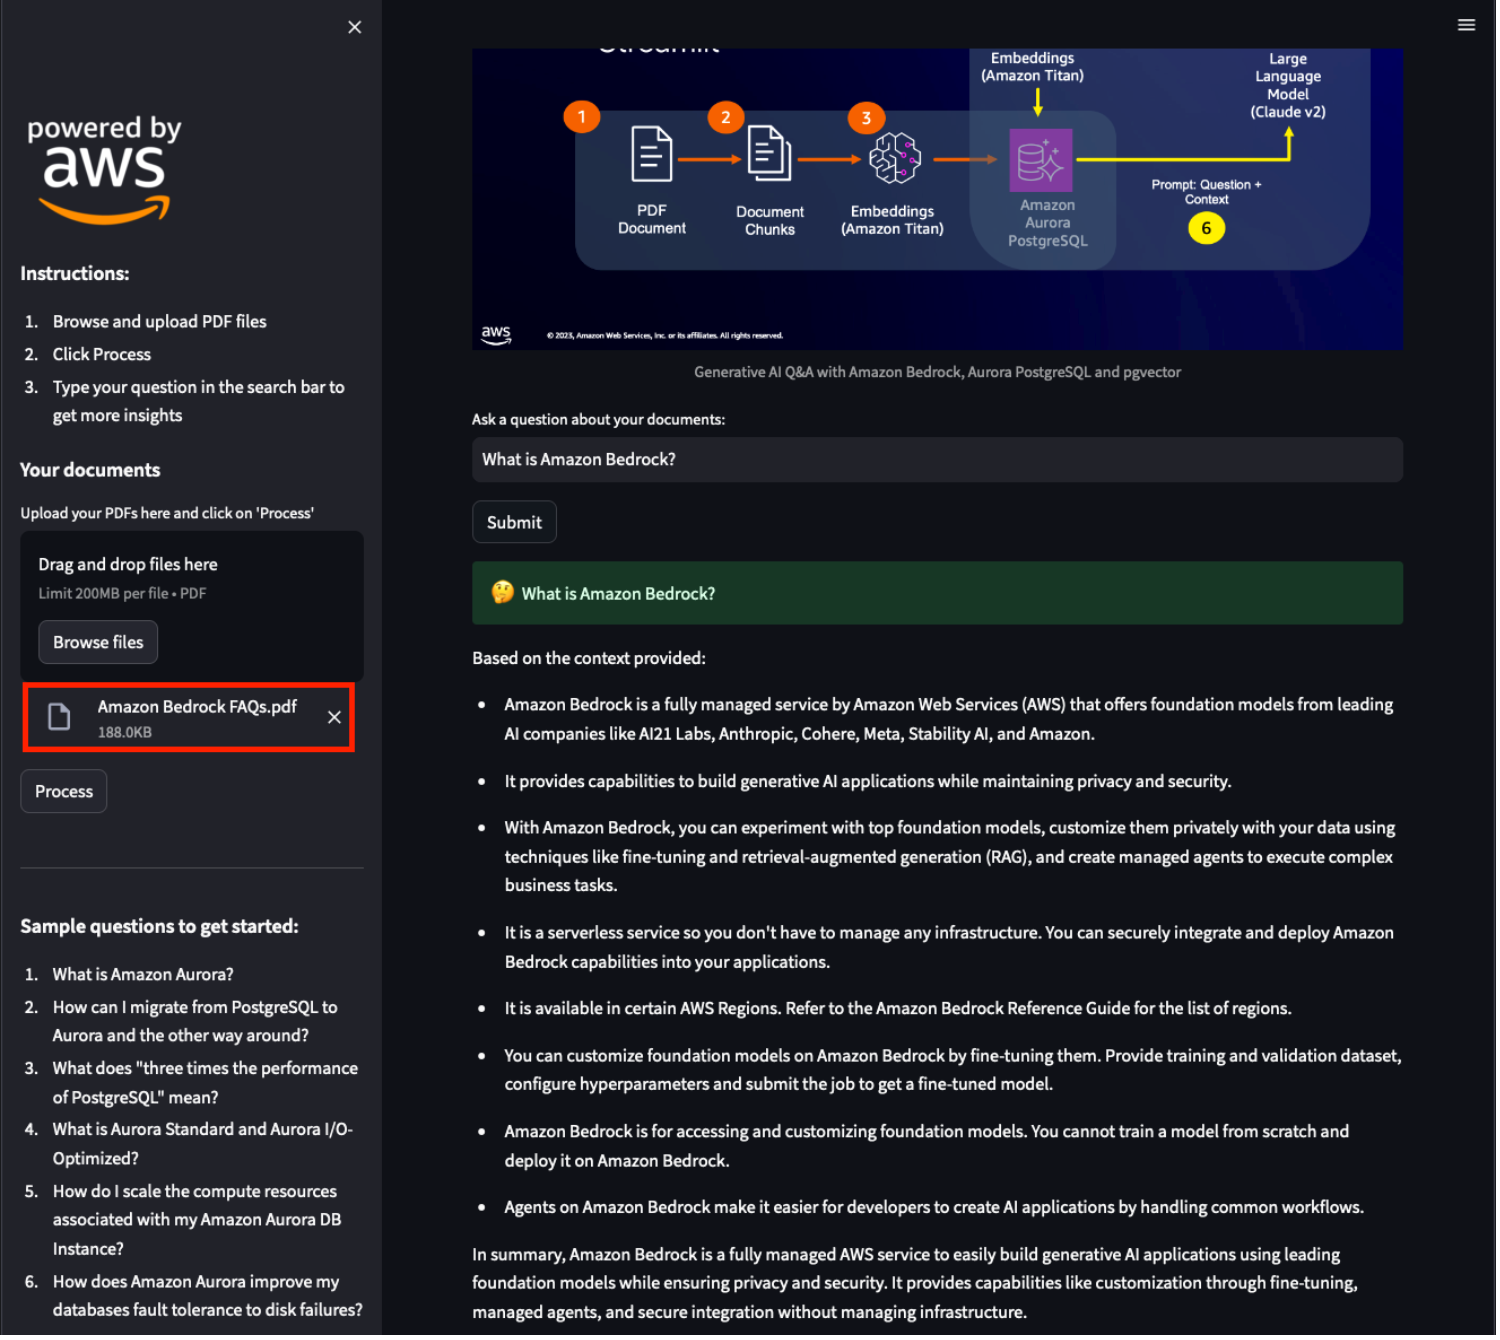 powered by
aws
Instructions:
1. Browse and upload PDF files
2. Click Process
3. Type your question in the search bar to
get more insights
Your documents
Upload your PDFs here and click on 'Process'
Drag and drop files here
Limit 200MB per file • PDF
Browse files
Amazon Bedrock FAQs.pdf
188.0KB
Process
Sample questions to get started:
1. What is Amazon Aurora?
2. How can I migrate from PostgreSQL to
Aurora and the other way around?
3. What does "three times the performance
of PostgreSQL" mean?
4. What is Aurora Standard and Aurora I/O-
Optimized?
5. How do I scale the compute resources
associated with my Amazon Aurora DB
Instance?
6. How does Amazon Aurora improve my
databases fault tolerance to disk failures?
Embeddings
(Amazon Titan)
Large
Language
Model
(Claude v2)
1
2
3
PDF
Document
Document
Chunks
Embeddings
(Amazon Titan)
Amazon
Aurora
PostgreSQL
Prompt: Question +
Context
6
aws
© 2023, Amazon Web Services, Inc. or its affiliates. All rights reserved.
Generative AI Q&A with Amazon Bedrock, Aurora PostgreSQL and pgvector
Ask a question about your documents:
What is Amazon Bedrock?
Submit
🤔 What is Amazon Bedrock?
Based on the context provided:
• Amazon Bedrock is a fully managed service by Amazon Web Services (AWS) that offers foundation models from leading
AI companies like AI21 Labs, Anthropic, Cohere, Meta, Stability AI, and Amazon.
• It provides capabilities to build generative AI applications while maintaining privacy and security.
• With Amazon Bedrock, you can experiment with top foundation models, customize them privately with your data using
techniques like fine-tuning and retrieval-augmented generation (RAG), and create managed agents to execute complex
business tasks.
• It is a serverless service so you don't have to manage any infrastructure. You can securely integrate and deploy Amazon
Bedrock capabilities into your applications.
• It is available in certain AWS Regions. Refer to the Amazon Bedrock Reference Guide for the list of regions.
• You can customize foundation models on Amazon Bedrock by fine-tuning them. Provide training and validation dataset,
configure hyperparameters and submit the job to get a fine-tuned model.
• Amazon Bedrock is for accessing and customizing foundation models. You cannot train a model from scratch and
deploy it on Amazon Bedrock.
• Agents on Amazon Bedrock make it easier for developers to create AI applications by handling common workflows.
In summary, Amazon Bedrock is a fully managed AWS service to easily build generative AI applications using leading
foundation models while ensuring privacy and security. It provides capabilities like customization through fine-tuning,
managed agents, and secure integration without managing infrastructure.